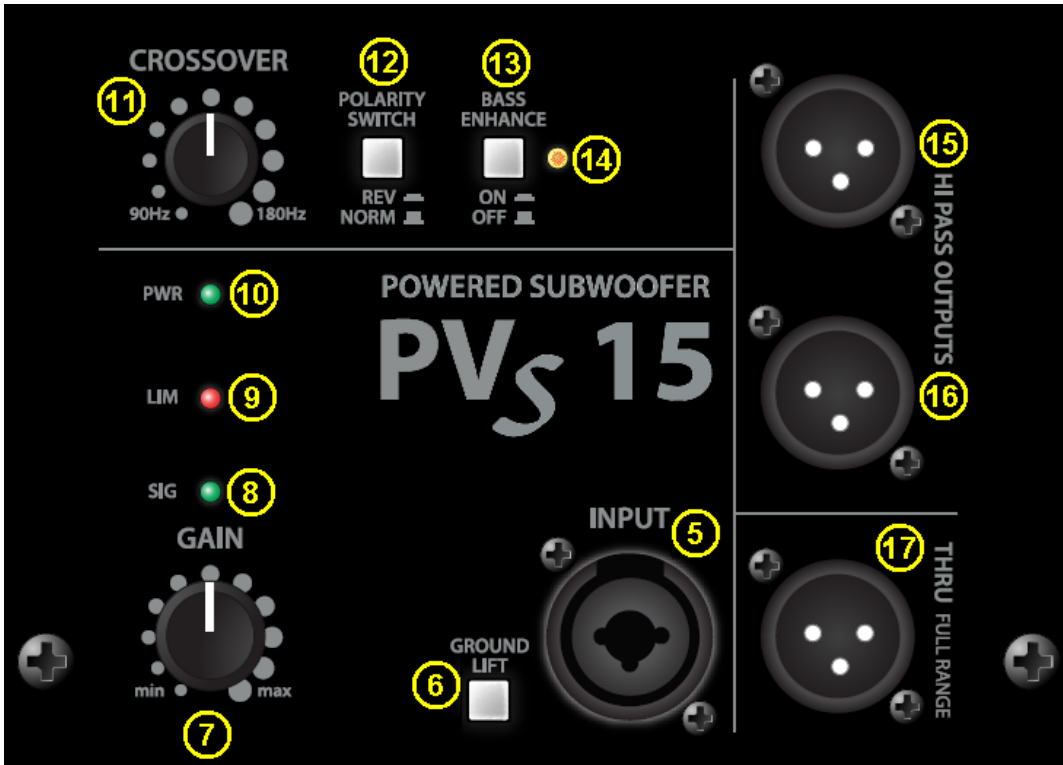 CROSSOVER
11
90Hz
180Hz
12
POLARITY
SWITCH
REV
NORM
13
BASS
ENHANCE
14
ON
OFF
15
HI PASS OUTPUTS
16
PWR
10
LIM
9
SIG
8
POWERED SUBWOOFER
PVS 15
GAIN
min
max
7
INPUT
5
GROUND
LIFT
6
17
THRU FULL RANGE